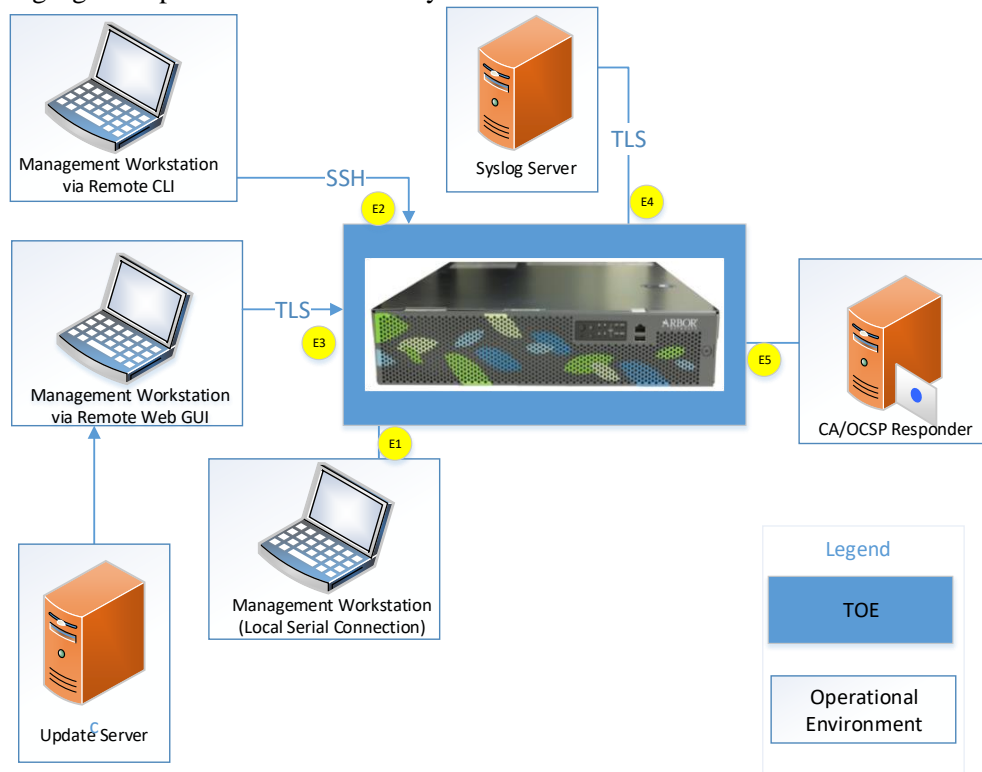 Management Workstation
via Remote CLI
Syslog Server
TLS
SSH
E2
E4
Management Workstation
via Remote Web GUI
TLS
E3
ARBOR
E5
CA/OCSP Responder
E1
Management Workstation
(Local Serial Connection)
Update Server
C
Legend
TOE
Operational
Environment